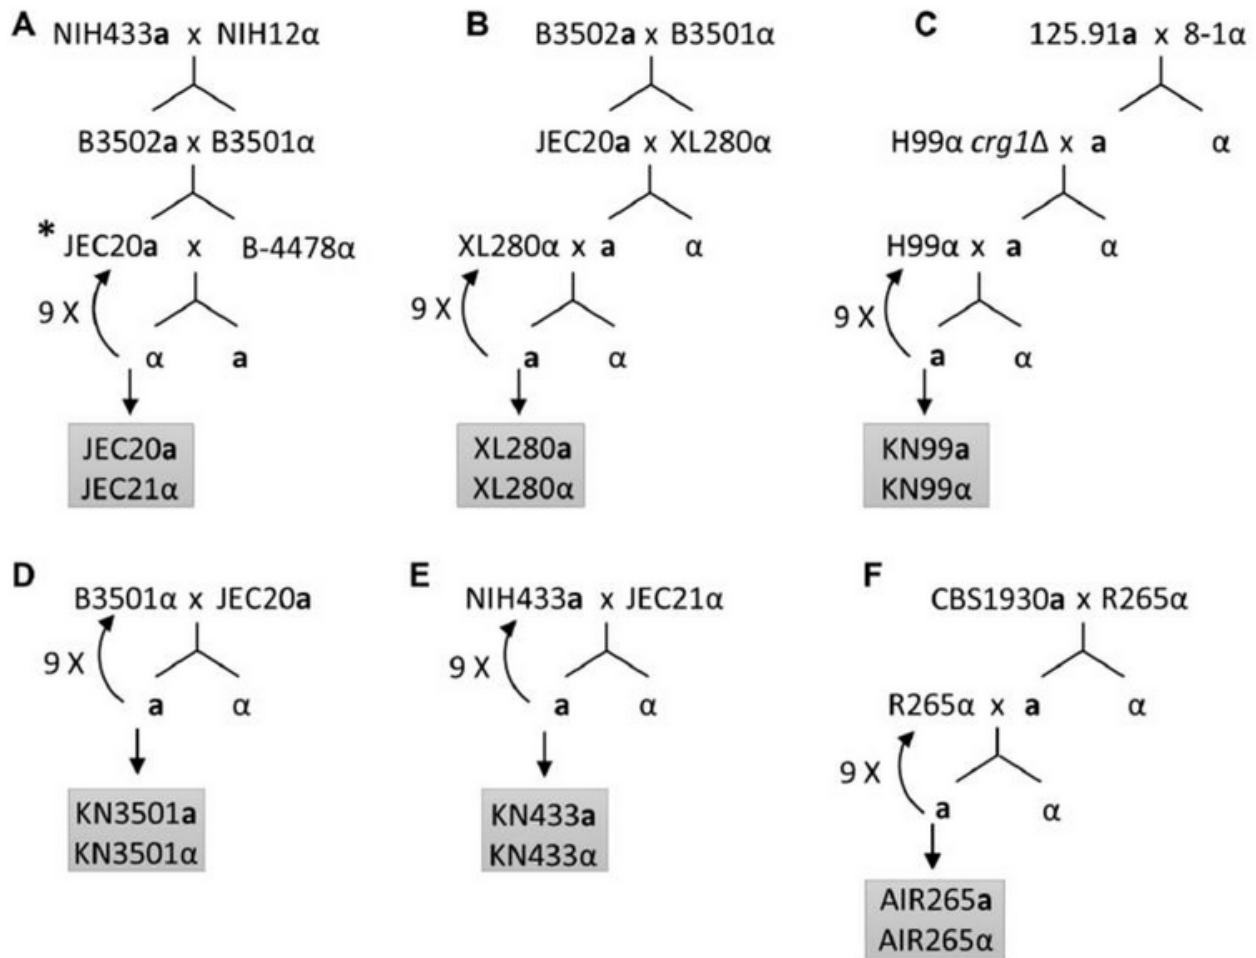 A NIH433a x NIH12α
B3502a x B3501α
* JEC20a x B-4478α
9 X
α a
JEC20a
JEC21α
B B3502a x B3501α
JEC20a x XL280α
XL280α x a α
9 X
a α
XL280a
XL280α
C 125.91a x 8-1α
H99α crg1Δ x a α
H99α x a α
9 X
a α
KN99a
KN99α
D B3501α x JEC20a
9 X
a α
KN3501a
KN3501α
E NIH433a x JEC21α
9 X
a α
KN433a
KN433α
F CBS1930a x R265α
R265α x a α
9 X
a α
AIR265a
AIR265α